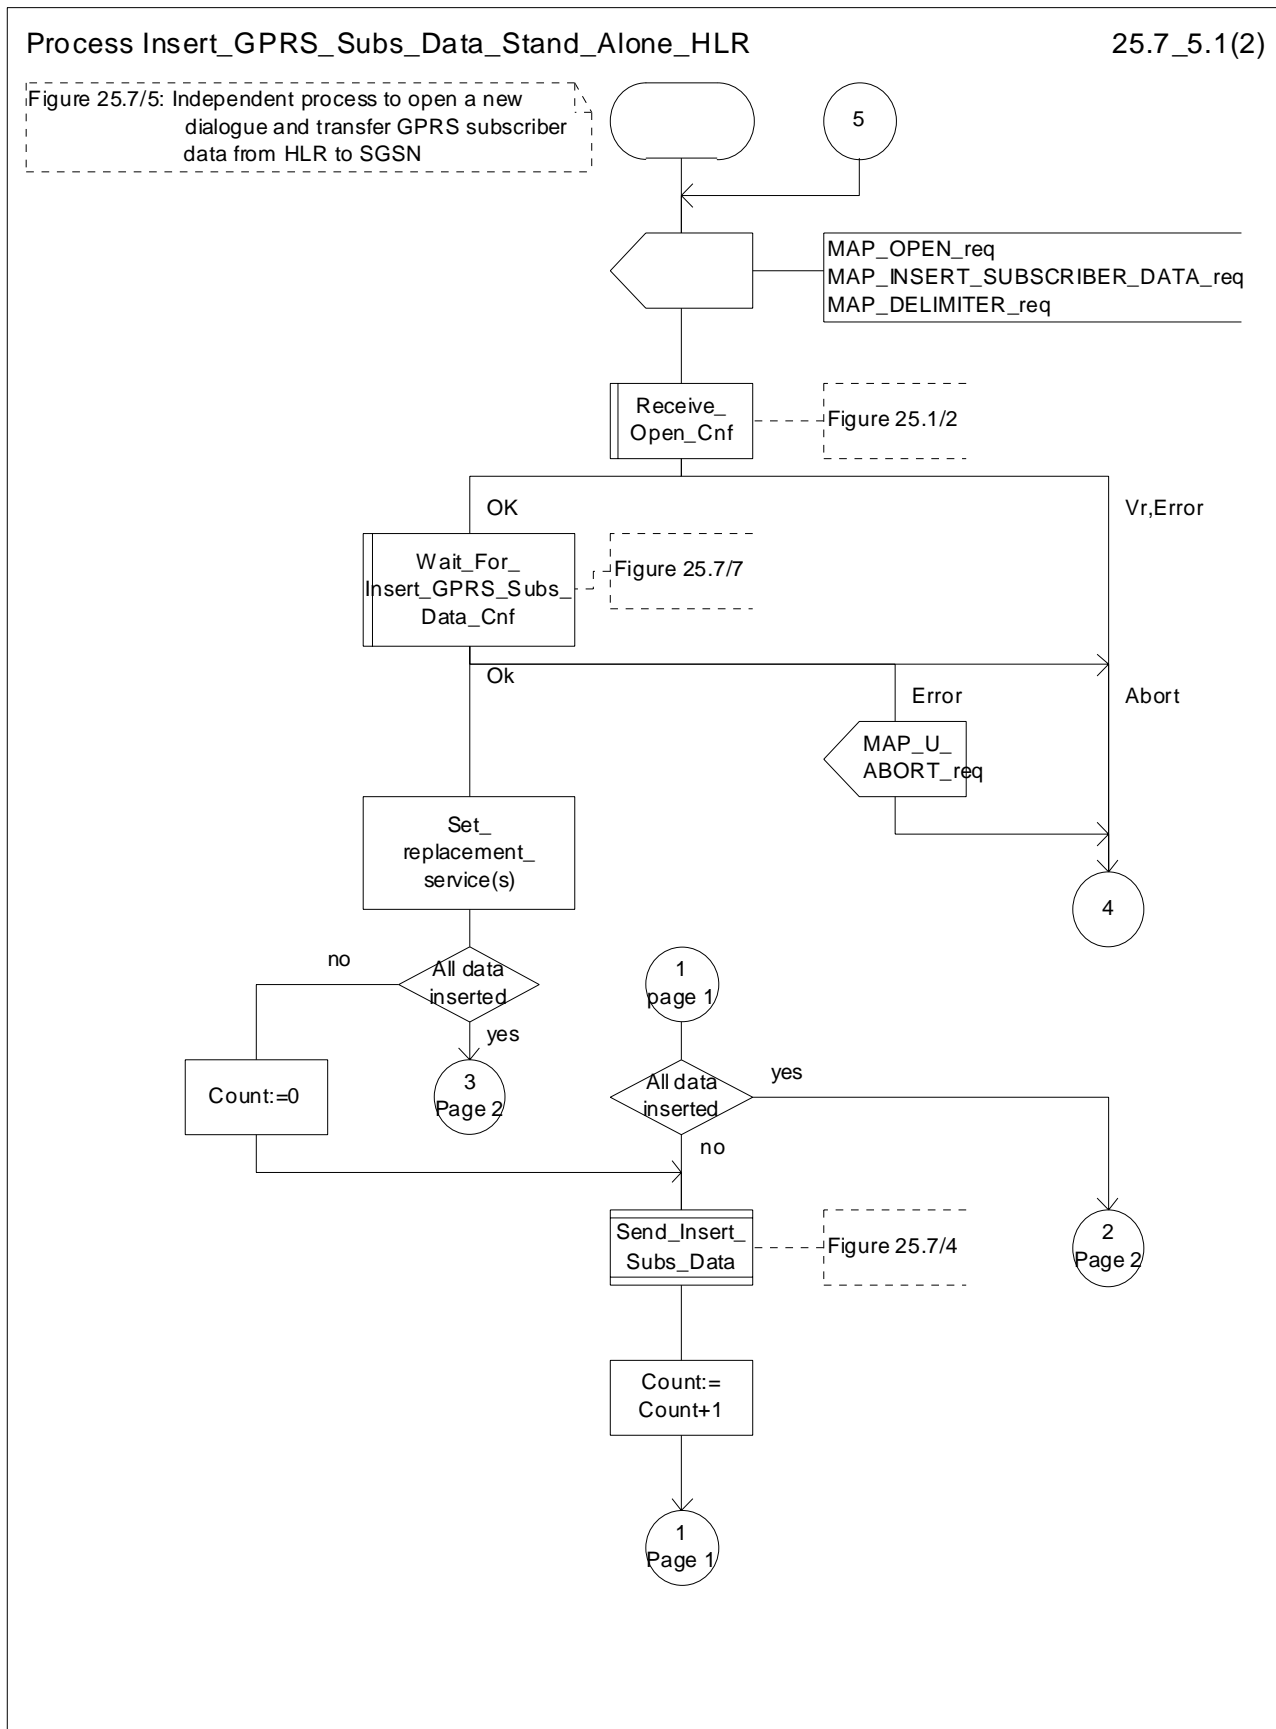 Process Insert_GPRS_Subs_Data_Stand_Alone_HLR
25.7_5.1(2)
Figure 25.7/5: Independent process to open a new
dialogue and transfer GPRS subscriber
data from HLR to SGSN
5
MAP_OPEN_req
MAP_INSERT_SUBSCRIBER_DATA_req
MAP_DELIMITER_req
Receive_
Open_Cnf
Figure 25.1/2
OK
Vr,Error
Wait_For_
Insert_GPRS_Subs_
Data_Cnf
Figure 25.7/7
Ok
Error
Abort
MAP_U_
ABORT_req
Set_
replacement_
service(s)
4
no
All data
inserted
yes
1
page 1
Count:=0
3
Page 2
All data
inserted
yes
no
Send_Insert_
Subs_Data
Figure 25.7/4
2
Page 2
Count:=
Count+1
1
Page 1